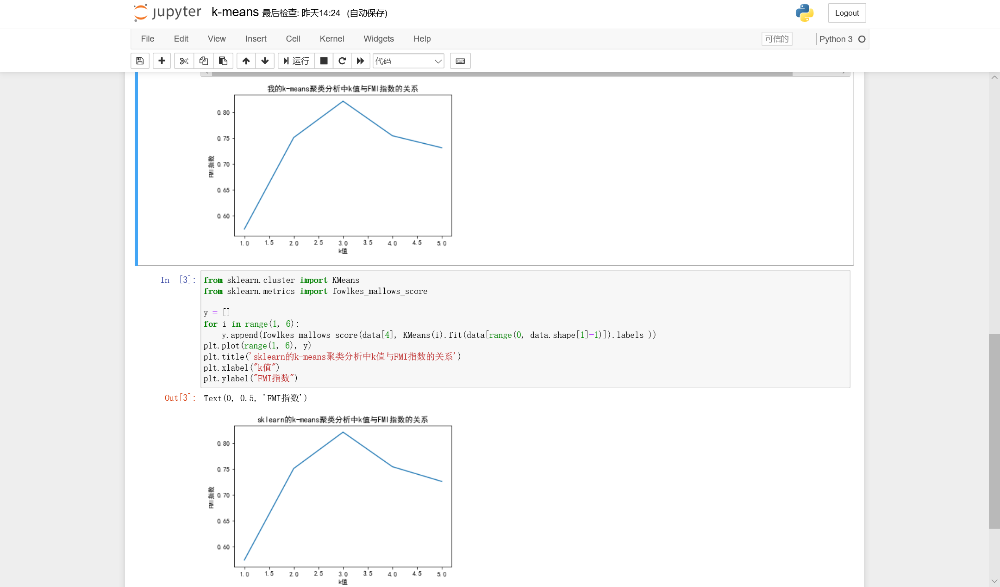 jupyter k-means 最后检查: 昨天14:24 (自动保存) Logout
File Edit View Insert Cell Kernel Widgets Help 可信的 Python 3
运行 代码
我的k-means聚类分析中k值与FMI指数的关系
0.80
0.75
0.70
0.65
0.60
FMI指数
1.0 1.5 2.0 2.5 3.0 3.5 4.0 4.5 5.0
k值
In [3]:
from sklearn.cluster import KMeans
from sklearn.metrics import fowlkes_mallows_score
y = []
for i in range(1, 6):
    y.append(fowlkes_mallows_score(data[4], KMeans(i).fit(data[range(0, data.shape[1]-1)]).labels_))
plt.plot(range(1, 6), y)
plt.title('sklearn的k-means聚类分析中k值与FMI指数的关系')
plt.xlabel("k值")
plt.ylabel("FMI指数")
Out[3]: Text(0, 0.5, 'FMI指数')
sklearn的k-means聚类分析中k值与FMI指数的关系
0.80
0.75
0.70
0.65
0.60
FMI指数
1.0 1.5 2.0 2.5 3.0 3.5 4.0 4.5 5.0
k值